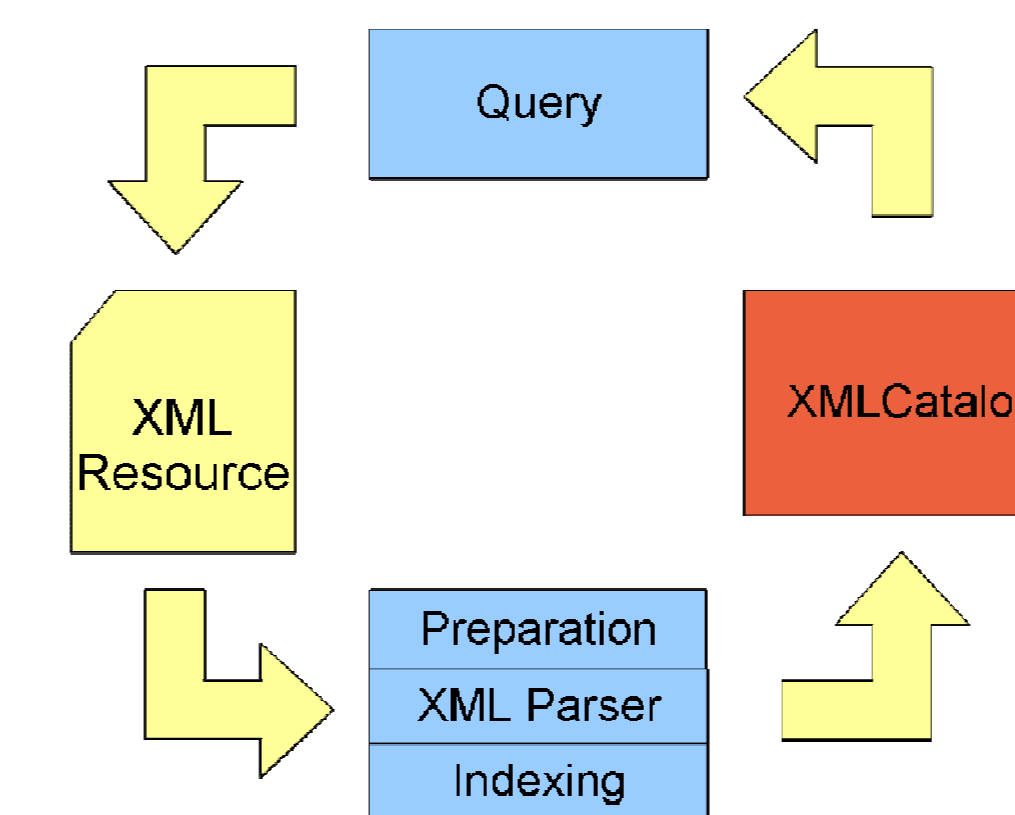 Query
XML
Resource
XMLCatalo
Preparation
XML Parser
Indexing